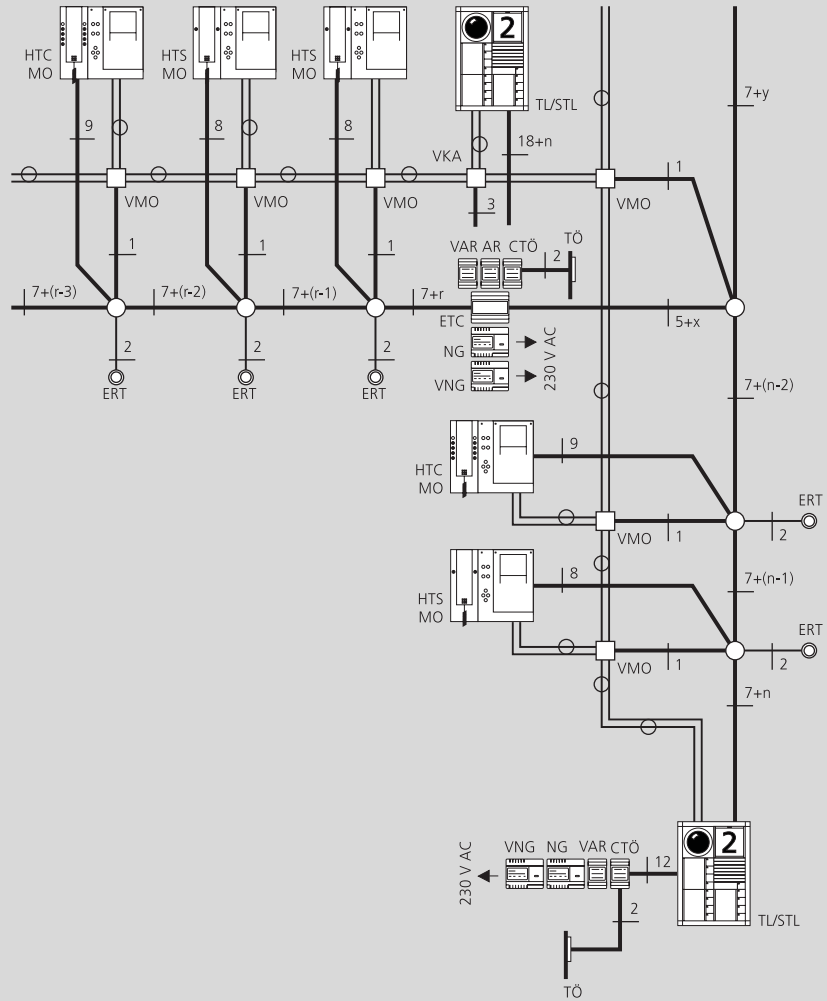 HTC
MO
HTS
MO
HTS
MO
2
TL/STL
7+y
9
8
8
18+n
VKA
1
VMO
VMO
VMO
3
VMO
1
1
1
VAR AR CTÖ
2
TÖ
7+(r-3)
7+(r-2)
7+(r-1)
7+r
ETC
5+x
2
2
2
NG
230 V AC
VNG
ERT
ERT
ERT
7+(n-2)
9
HTC
MO
ERT
VMO
1
2
8
7+(n-1)
HTS
MO
ERT
VMO
1
2
7+n
VNG NG VAR CTÖ
12
2
230 V AC
2
TL/STL
TÖ